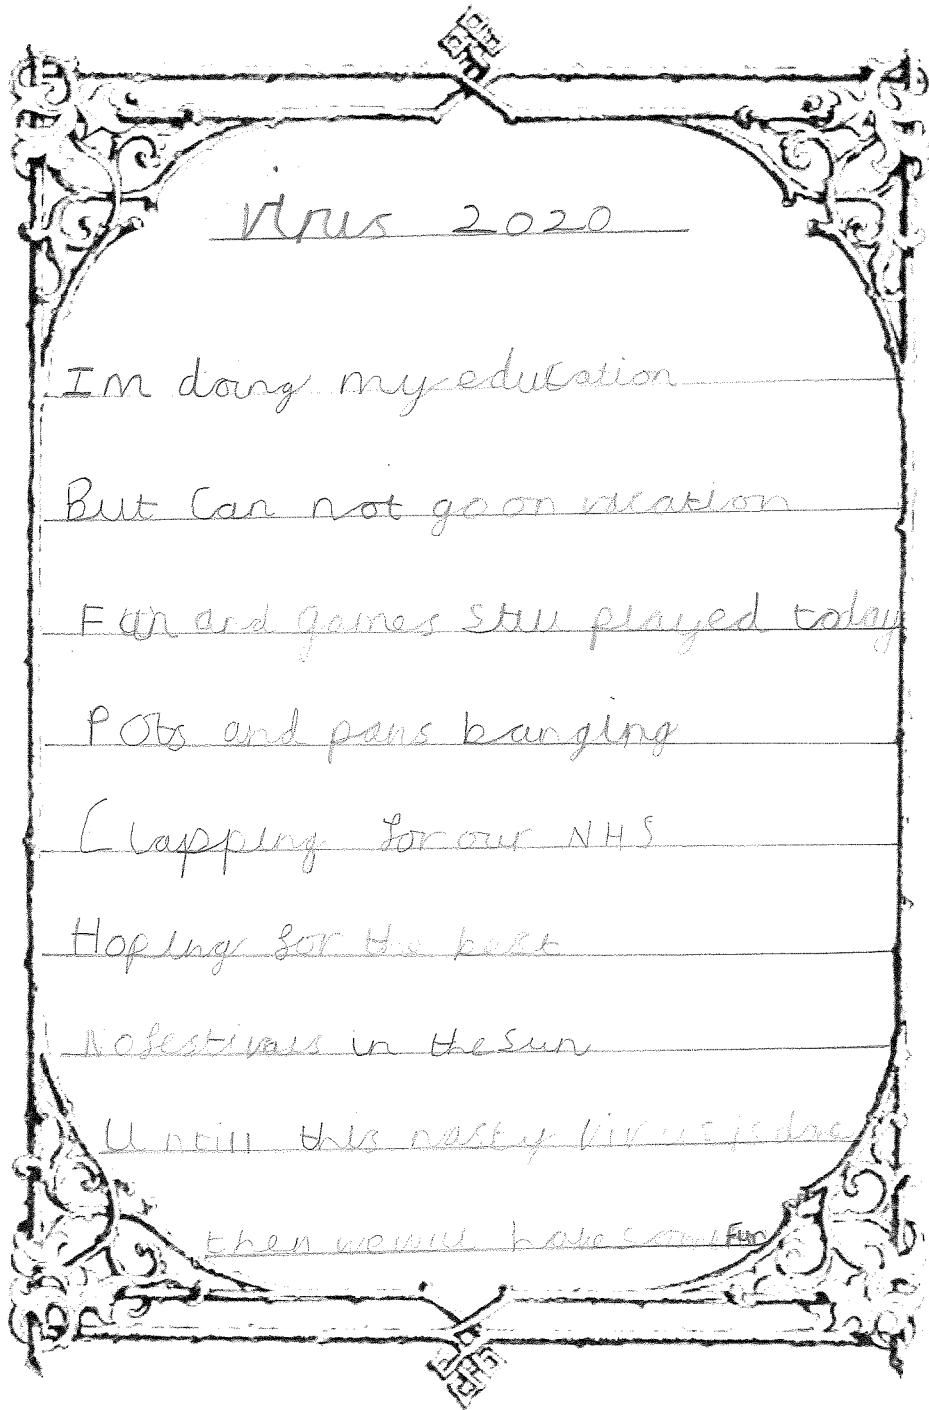 Virus 2020
Im doing my education
But Can not go on vacation
Fun and games still played today
Pots and pans banging
Clapping for our NHS
Hoping for the best
No festivals in the sun
Untill this nasty Virus is done
then we will have some Fun